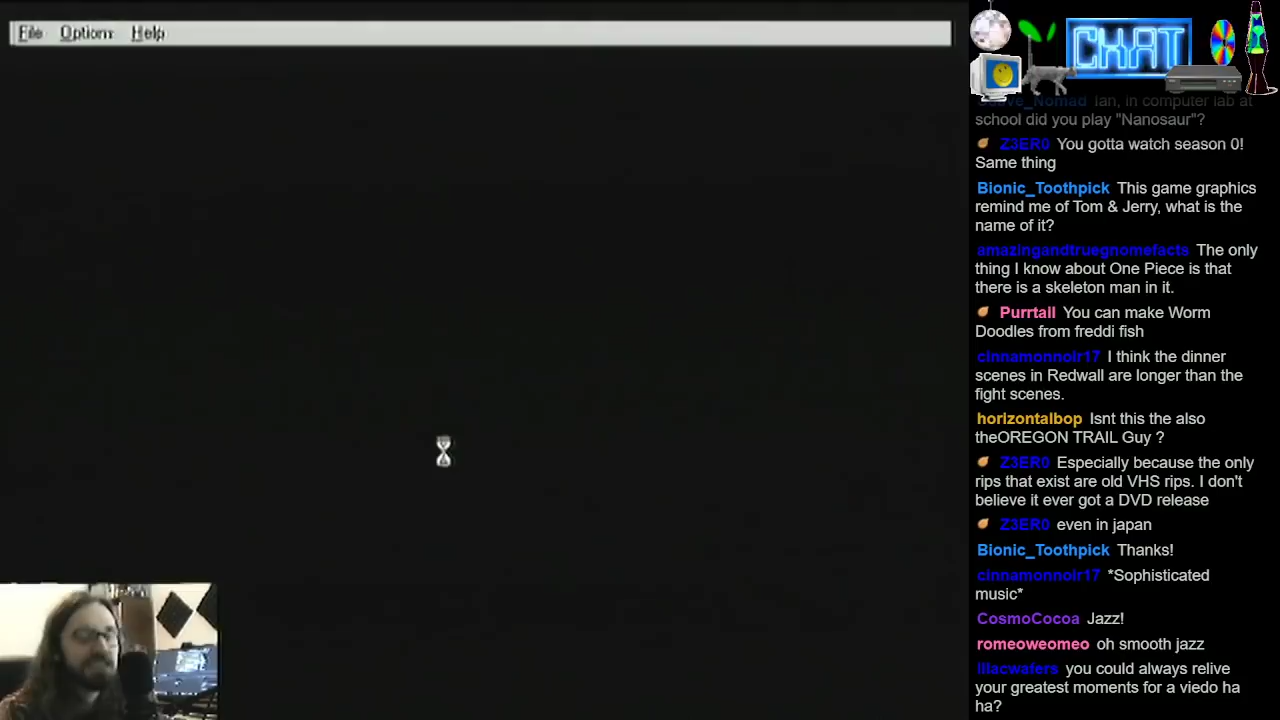 File Options Help
CHAT
Ian, in computer lab at
school did you play "Nanosaur"?
Z3ER0 You gotta watch season 0!
Same thing
Bionic_Toothpick This game graphics
remind me of Tom & Jerry, what is the
name of it?
amazingandtruegnomefacts The only
thing I know about One Piece is that
there is a skeleton man in it.
Purrtail You can make Worm
Doodles from freddi fish
cinnamonnoir17 I think the dinner
scenes in Redwall are longer than the
fight scenes.
horizontalbop Isnt this the also
theOREGON TRAIL Guy ?
Z3ER0 Especially because the only
rips that exist are old VHS rips. I don't
believe it ever got a DVD release
Z3ER0 even in japan
Bionic_Toothpick Thanks!
cinnamonnoir17 *Sophisticated
music*
CosmoCocoa Jazz!
romeoweomeo oh smooth jazz
lilacwafers you could always relive
your greatest moments for a viedo ha
ha?